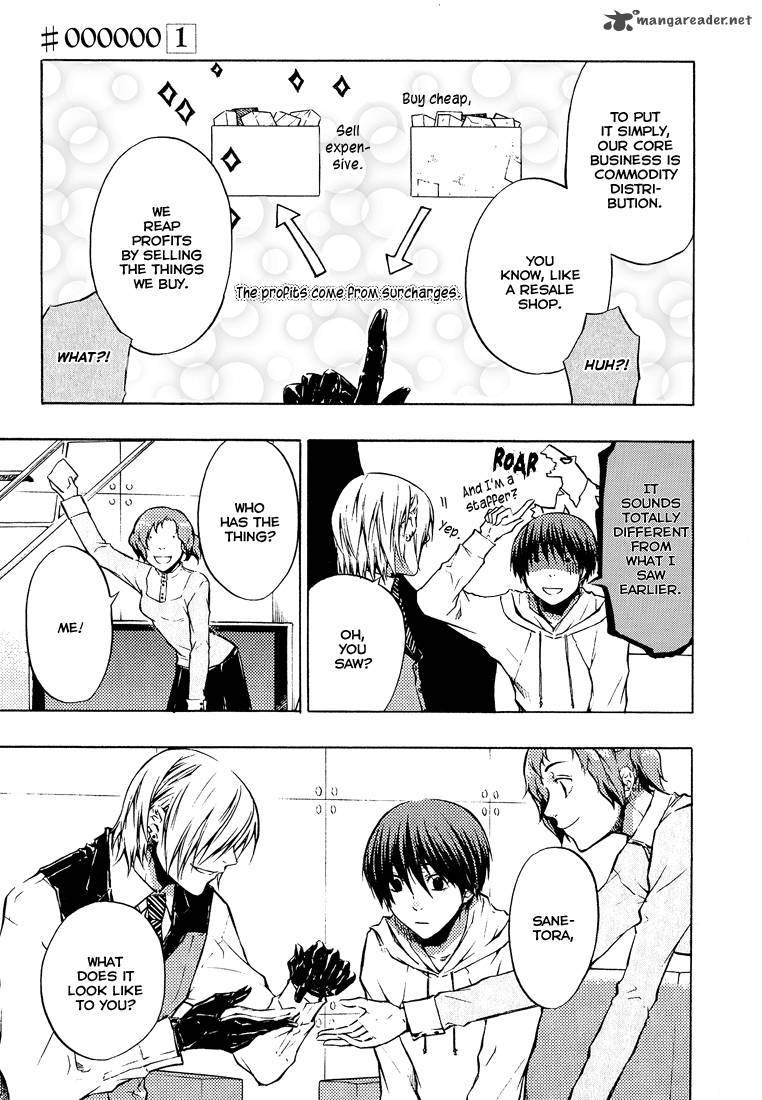 mangareader.net
#000000 1
TO PUT
IT SIMPLY,
OUR CORE
BUSINESS IS
COMMODITY
DISTRI-
BUTION.
YOU
KNOW, LIKE
A RESALE
SHOP.
HUH?!
Buy cheap,
Sell
expen-
sive.
The profits come from surcharges.
WE
REAP
PROFITS
BY SELLING
THE THINGS
WE BUY.
WHAT?!
IT
SOUNDS
TOTALLY
DIFFERENT
FROM
WHAT I
SAW
EARLIER.
ROAR
And I'm a
staffer?
Yep.
OH,
YOU
SAW?
WHO
HAS THE
THING?
ME!
SANE-
TORA,
WHAT
DOES IT
LOOK LIKE
TO YOU?